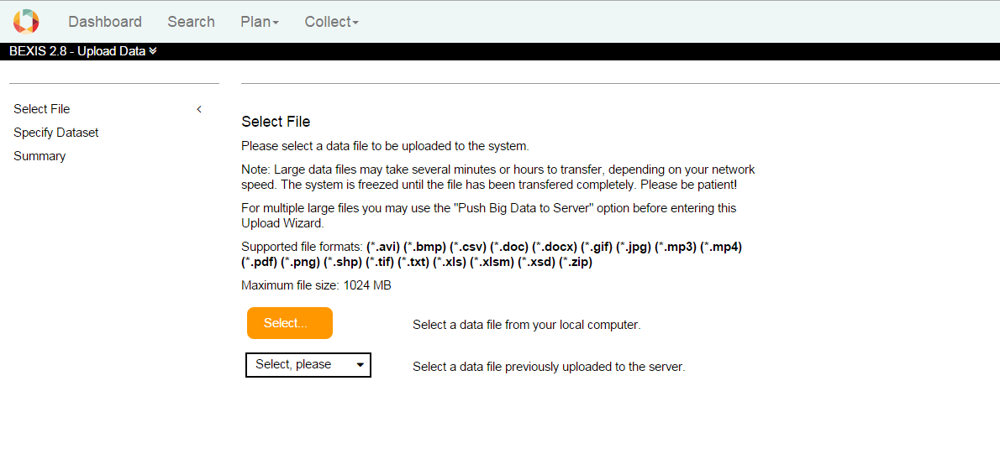 Dashboard Search Plan Collect
BEXIS 2.8 - Upload Data
Select File
Specify Dataset
Summary
Select File
Please select a data file to be uploaded to the system.
Note: Large data files may take several minutes or hours to transfer, depending on your network
speed. The system is freezed until the file has been transfered completely. Please be patient!
For multiple large files you may use the "Push Big Data to Server" option before entering this
Upload Wizard.
Supported file formats: (*.avi) (*.bmp) (*.csv) (*.doc) (*.docx) (*.gif) (*.jpg) (*.mp3) (*.mp4)
(*.pdf) (*.png) (*.shp) (*.tif) (*.txt) (*.xls) (*.xlsm) (*.xsd) (*.zip)
Maximum file size: 1024 MB
Select... Select a data file from your local computer.
Select, please Select a data file previously uploaded to the server.